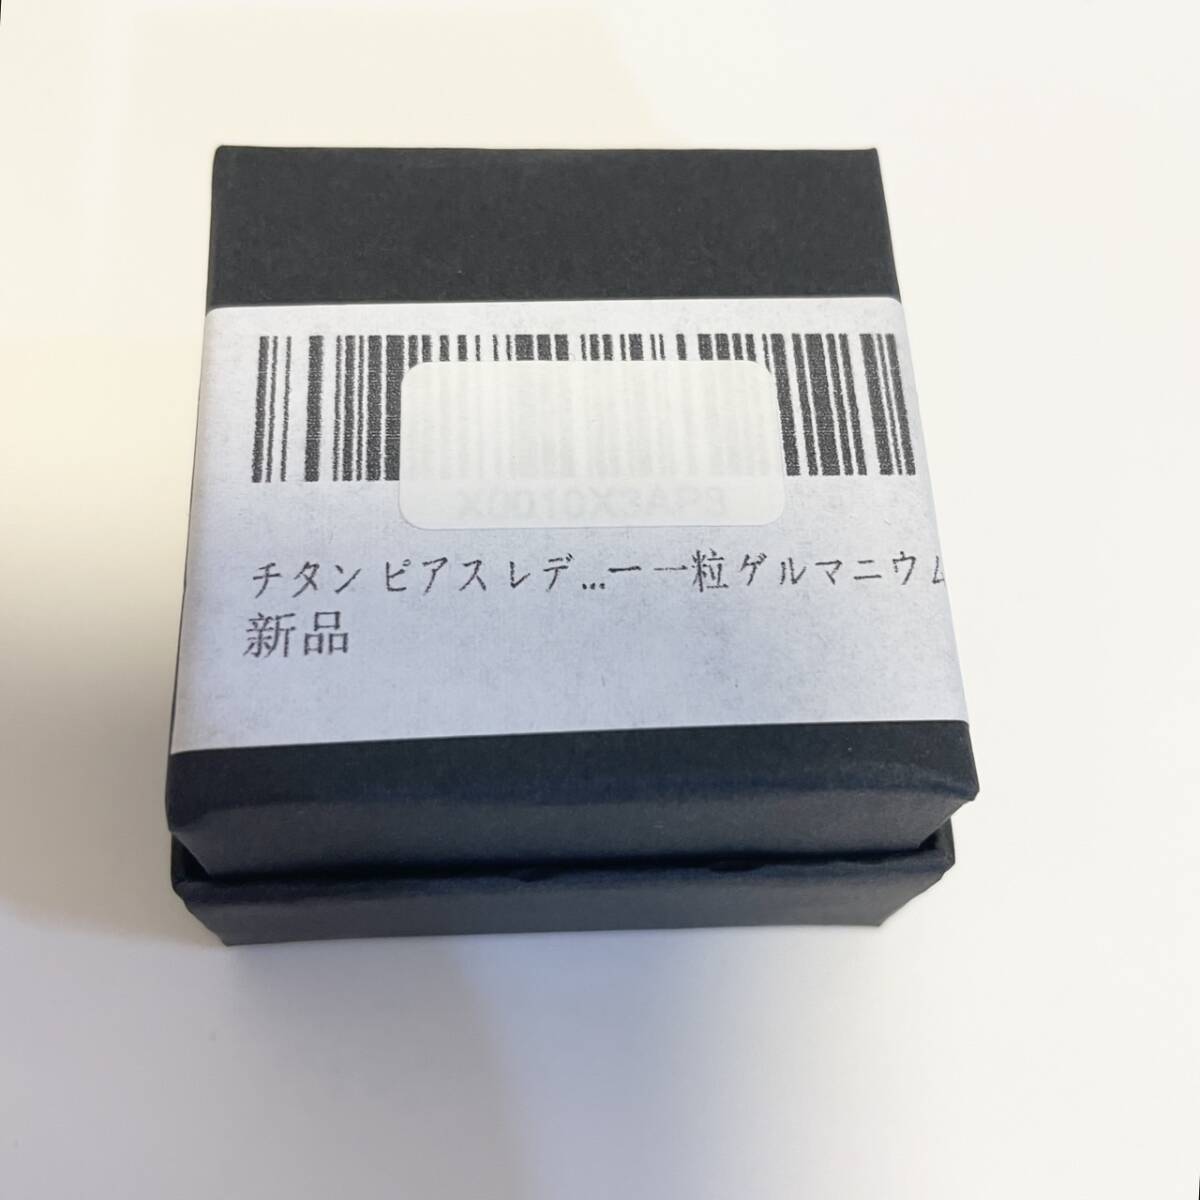 X0010X3AP8
チタン ピアス レデ...ー 一粒ゲルマニウム
新品